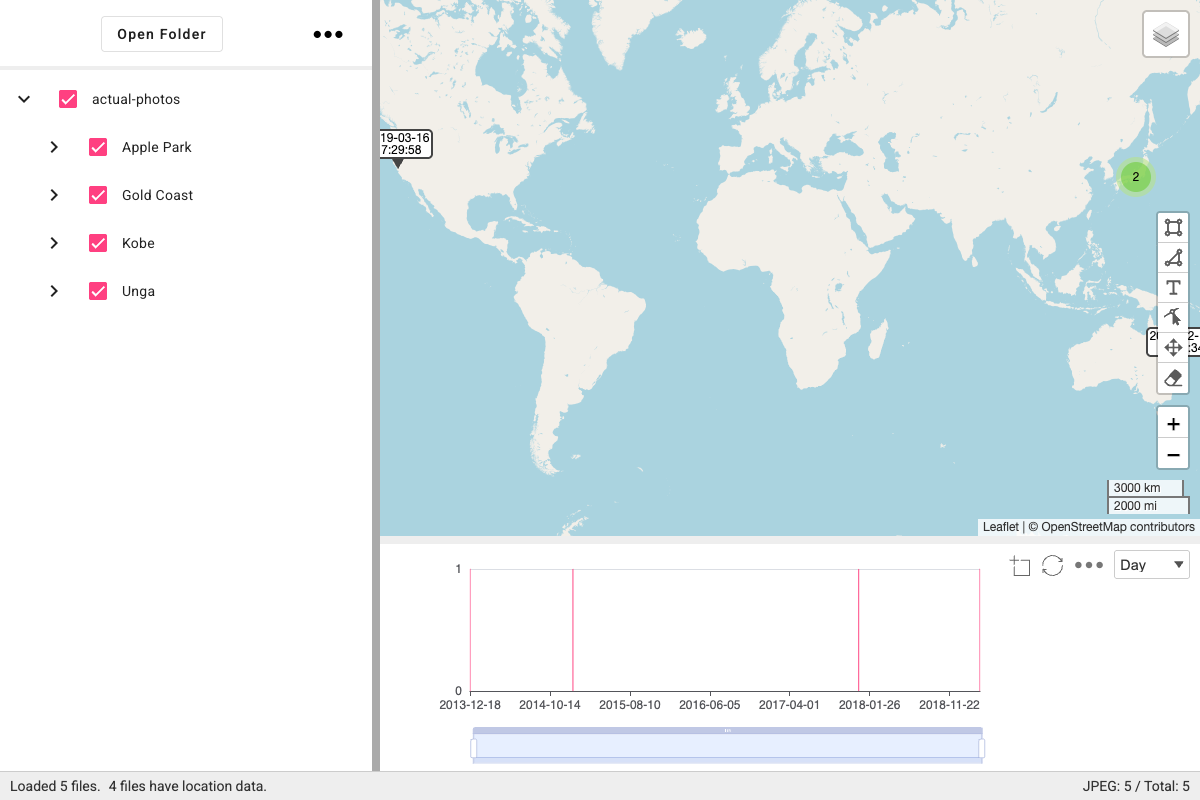 Open Folder
actual-photos
Apple Park
Gold Coast
Kobe
Unga
19-03-16
7:29:58
2
T
+
−
3000 km
2000 mi
Leaflet | © OpenStreetMap contributors
Day
1
0
2013-12-18 2014-10-14 2015-08-10 2016-06-05 2017-04-01 2018-01-26 2018-11-22
Loaded 5 files. 4 files have location data.
JPEG: 5 / Total: 5